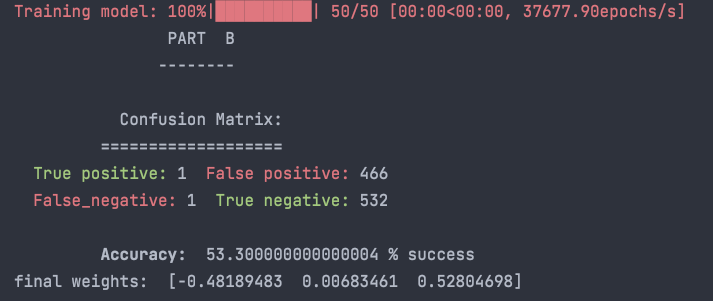 Training model: 100%|██████████| 50/50 [00:00<00:00, 37677.90epochs/s]
PART B
--------
Confusion Matrix:
===================
True positive: 1 False positive: 466
False_negative: 1 True negative: 532
Accuracy: 53.300000000000004 % success
final weights: [-0.48189483 0.00683461 0.52804698]